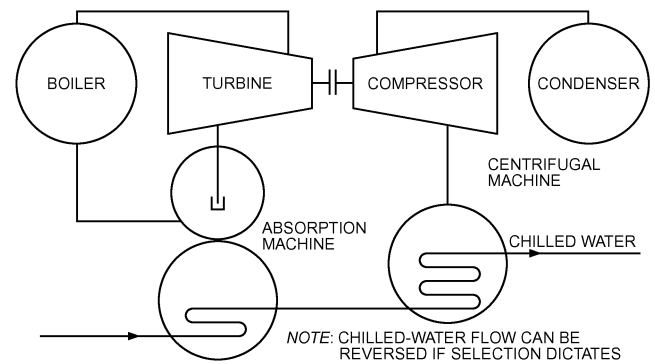 BOILER
TURBINE
COMPRESSOR
CONDENSER
CENTRIFUGAL
MACHINE
ABSORPTION
MACHINE
CHILLED WATER
NOTE: CHILLED-WATER FLOW CAN BE
REVERSED IF SELECTION DICTATES